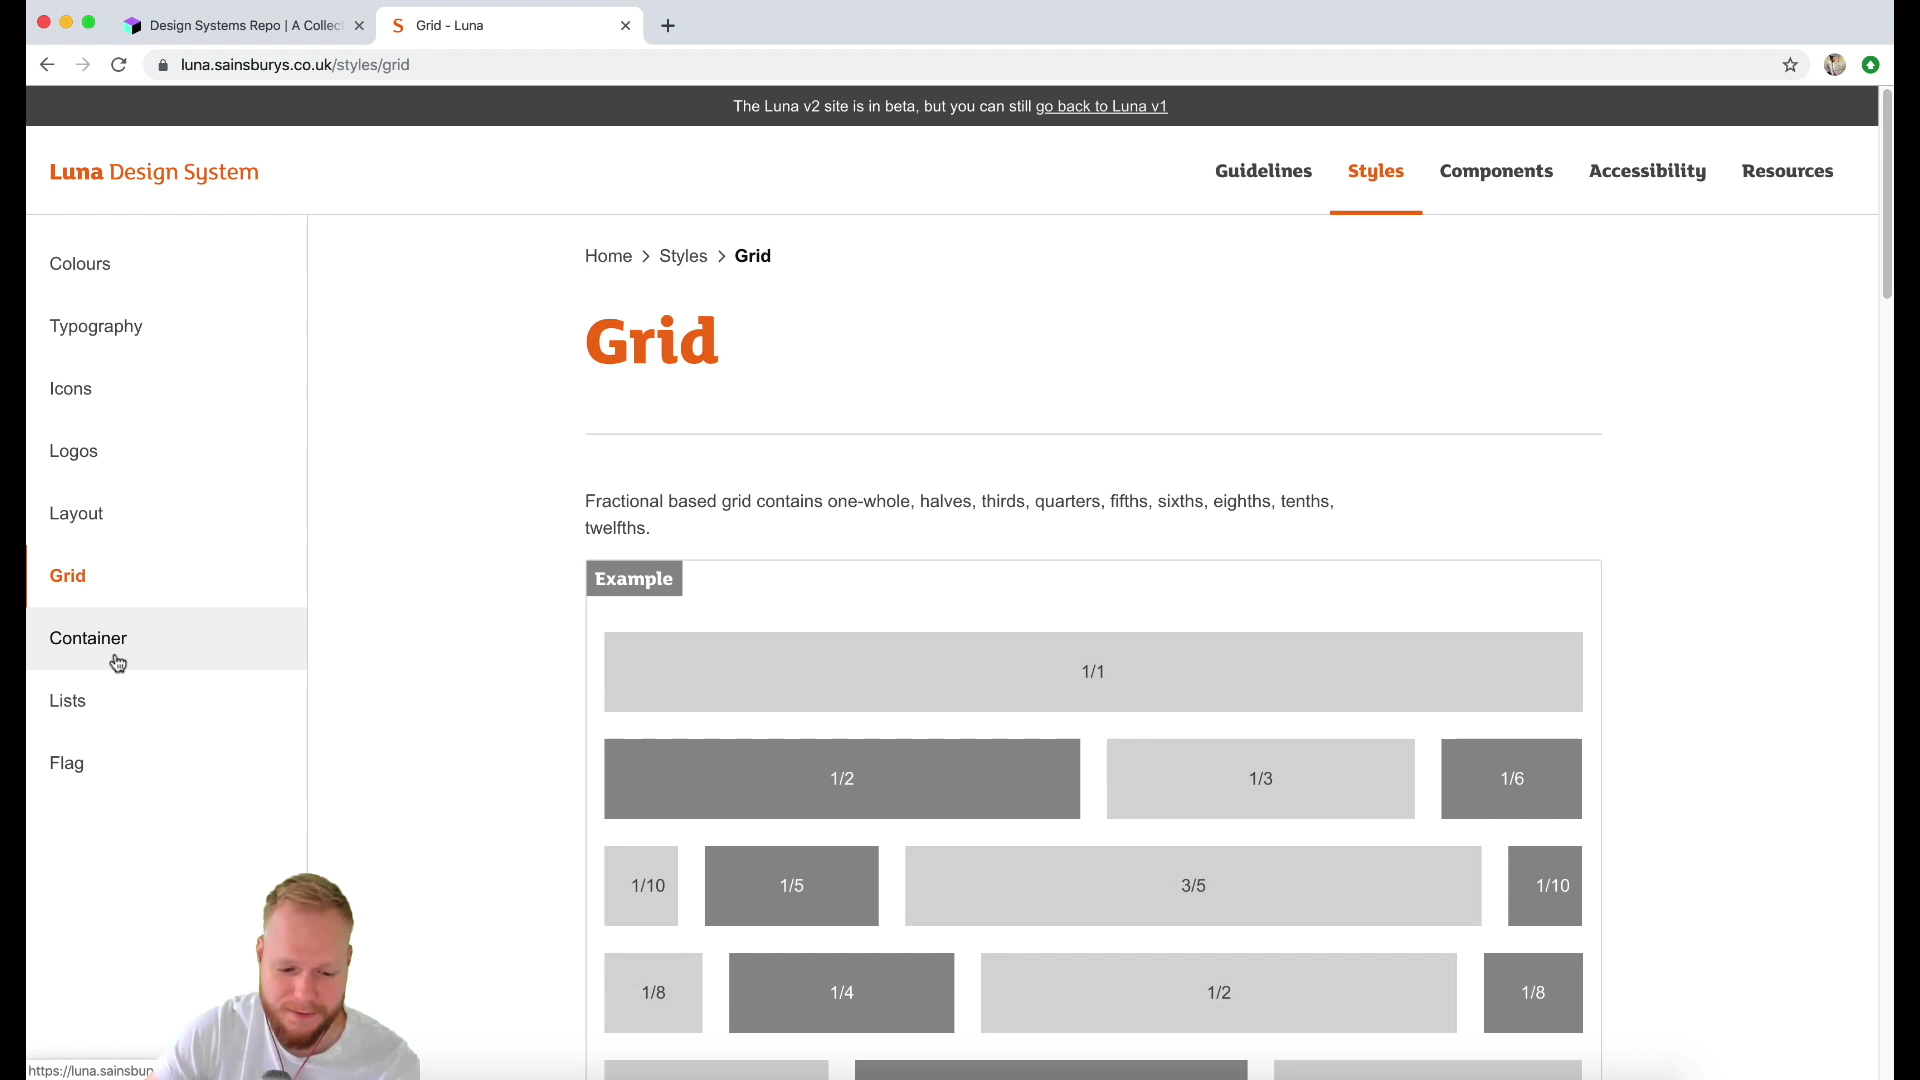 Design Systems Repo | A Collec
Grid - Luna
luna.sainsburys.co.uk/styles/grid
The Luna v2 site is in beta, but you can still go back to Luna v1
Luna Design System
Guidelines
Styles
Components
Accessibility
Resources
Colours
Typography
Icons
Logos
Layout
Grid
Container
Lists
Flag
Home > Styles > Grid
Grid
Fractional based grid contains one-whole, halves, thirds, quarters, fifths, sixths, eighths, tenths,
twelfths.
Example
1/1
1/2 1/3 1/6
1/10 1/5 3/5 1/10
1/8 1/4 1/2 1/8
https://luna.sainsbur